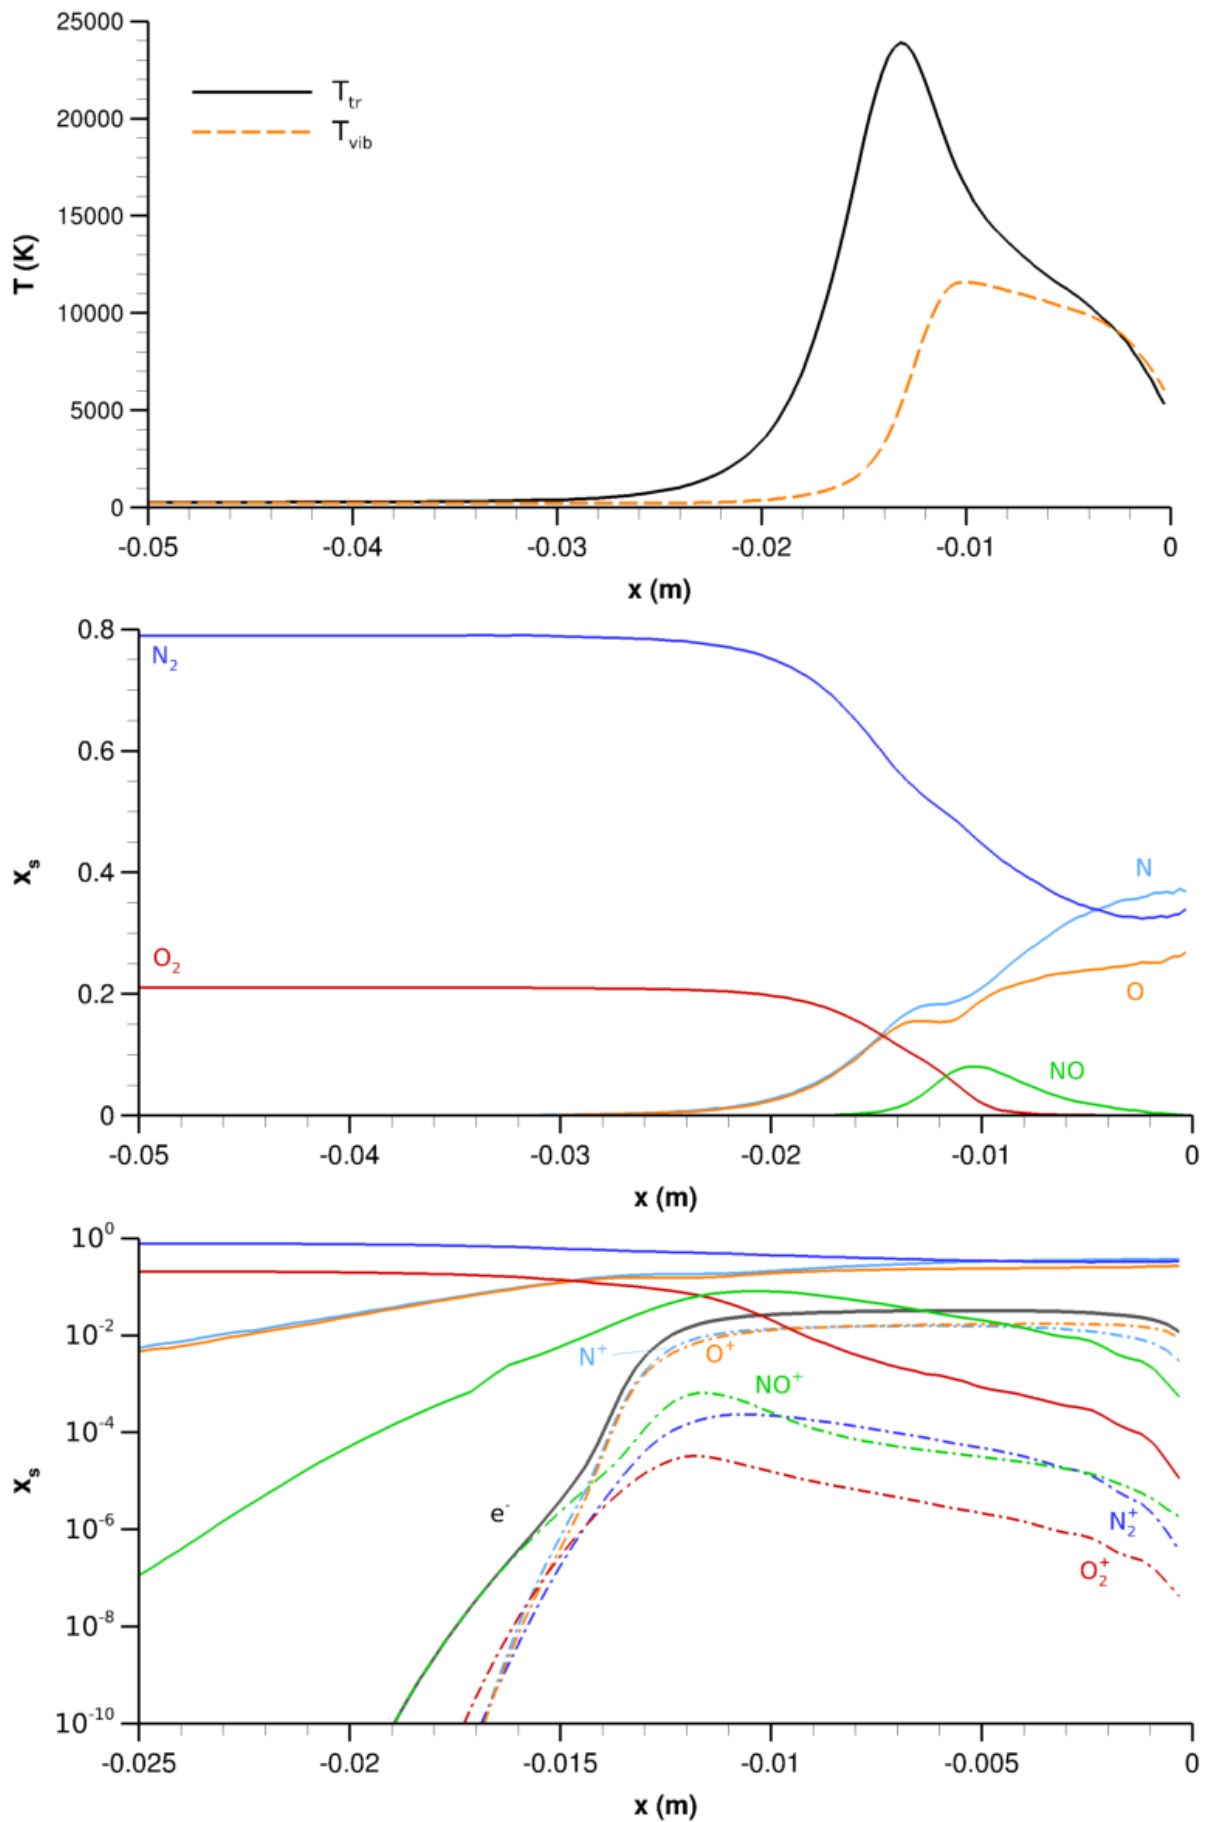 25000
20000
15000
10000
5000
0
T (K)
T_tr
T_vib
-0.05 -0.04 -0.03 -0.02 -0.01 0
x (m)
0.8
0.6
0.4
0.2
0
X_s
N_2
O_2
N
O
NO
-0.05 -0.04 -0.03 -0.02 -0.01 0
x (m)
10^0
10^-2
10^-4
10^-6
10^-8
10^-10
X_s
N^+
O^+
NO^+
e^-
N_2^+
O_2^+
-0.025 -0.02 -0.015 -0.01 -0.005 0
x (m)